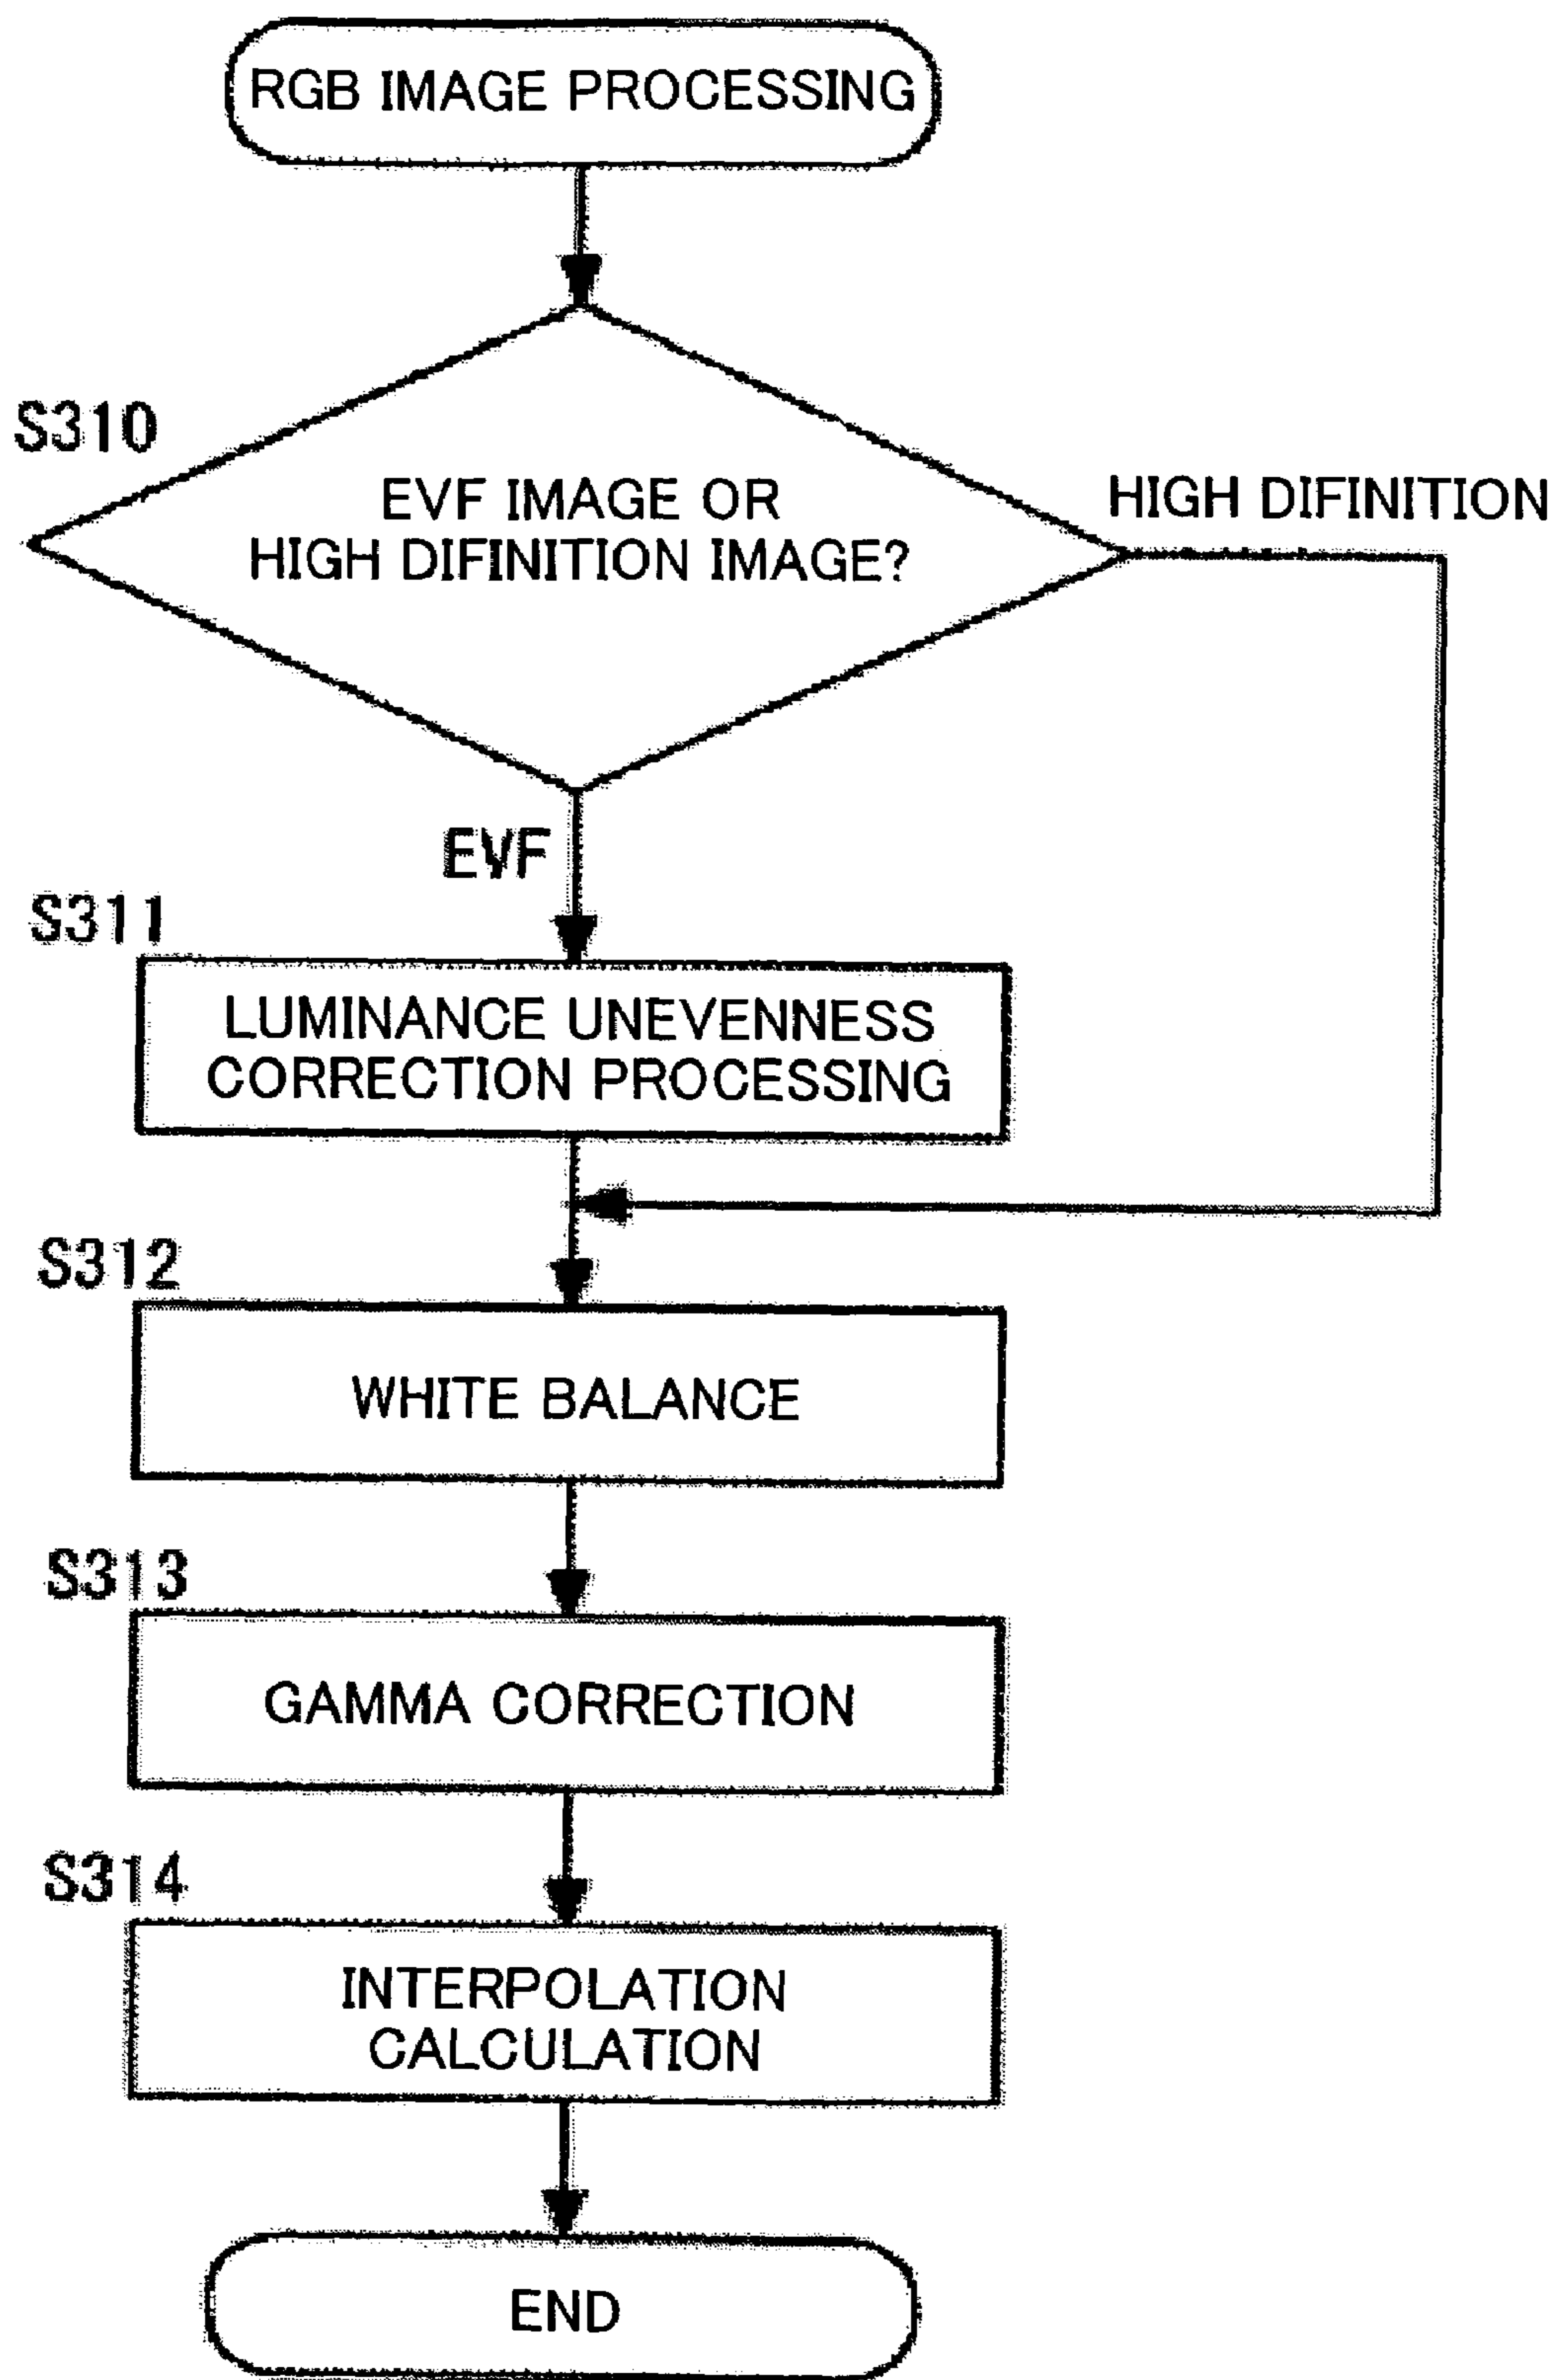 RGB IMAGE PROCESSING
S310
EVF IMAGE OR
HIGH DIFINITION IMAGE?
HIGH DIFINITION
EVF
S311
LUMINANCE UNEVENNESS
CORRECTION PROCESSING
S312
WHITE BALANCE
S313
GAMMA CORRECTION
S314
INTERPOLATION
CALCULATION
END